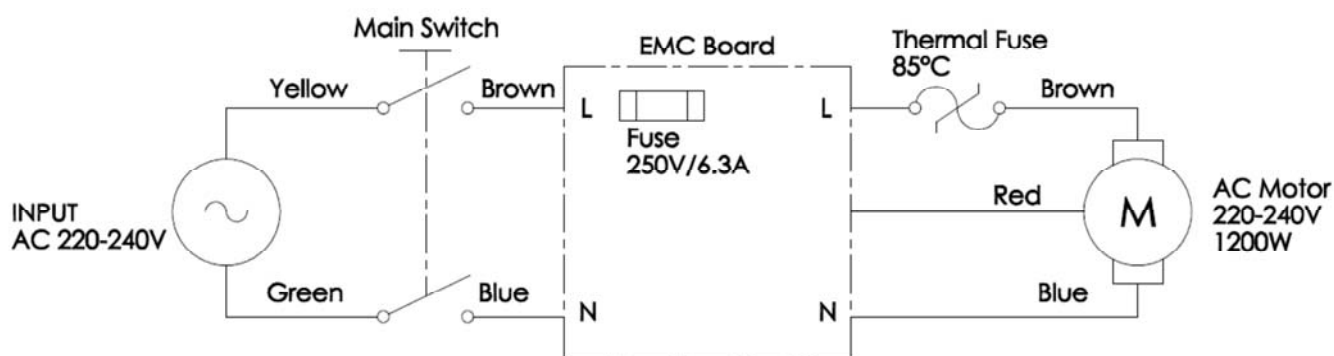 Main Switch
EMC Board
Thermal Fuse
85°C
Yellow
Brown
L
L
Brown
Fuse
250V/6.3A
INPUT
AC 220-240V
Red
M
AC Motor
220-240V
1200W
Green
Blue
N
N
Blue